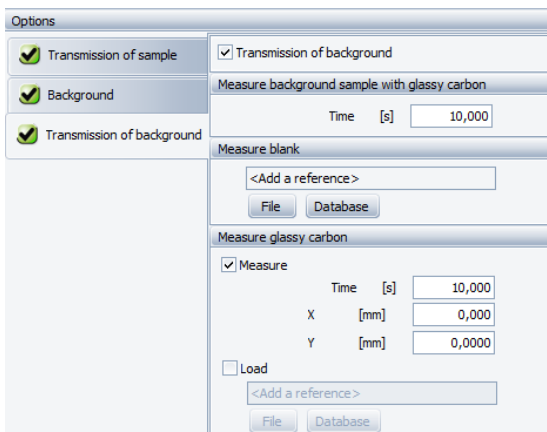 Options
Transmission of sample
Background
Transmission of background
Transmission of background
Measure background sample with glassy carbon
Time [s] 10,000
Measure blank
<Add a reference>
File Database
Measure glassy carbon
Measure
Time [s] 10,000
X [mm] 0,000
Y [mm] 0,0000
Load
<Add a reference>
File Database